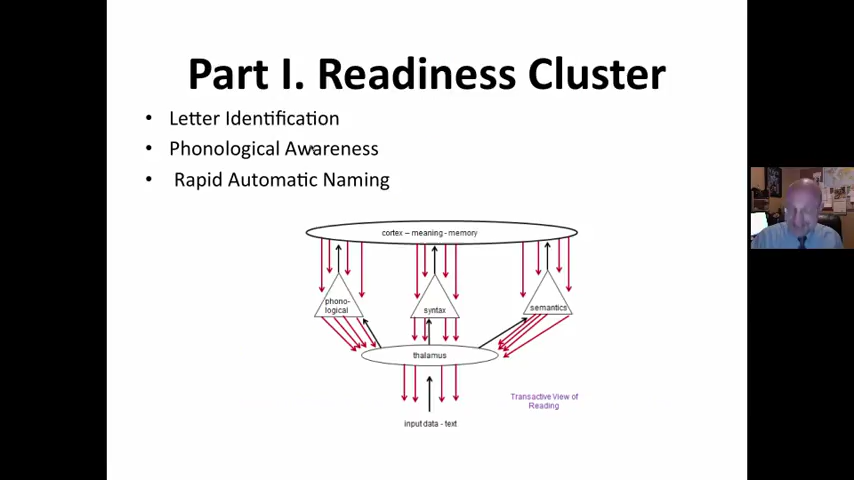 Part I. Readiness Cluster
• Letter Identification
• Phonological Awareness
• Rapid Automatic Naming
cortex – meaning - memory
phono-
logical
syntax
semantics
thalamus
Transactive View of
Reading
input data - text